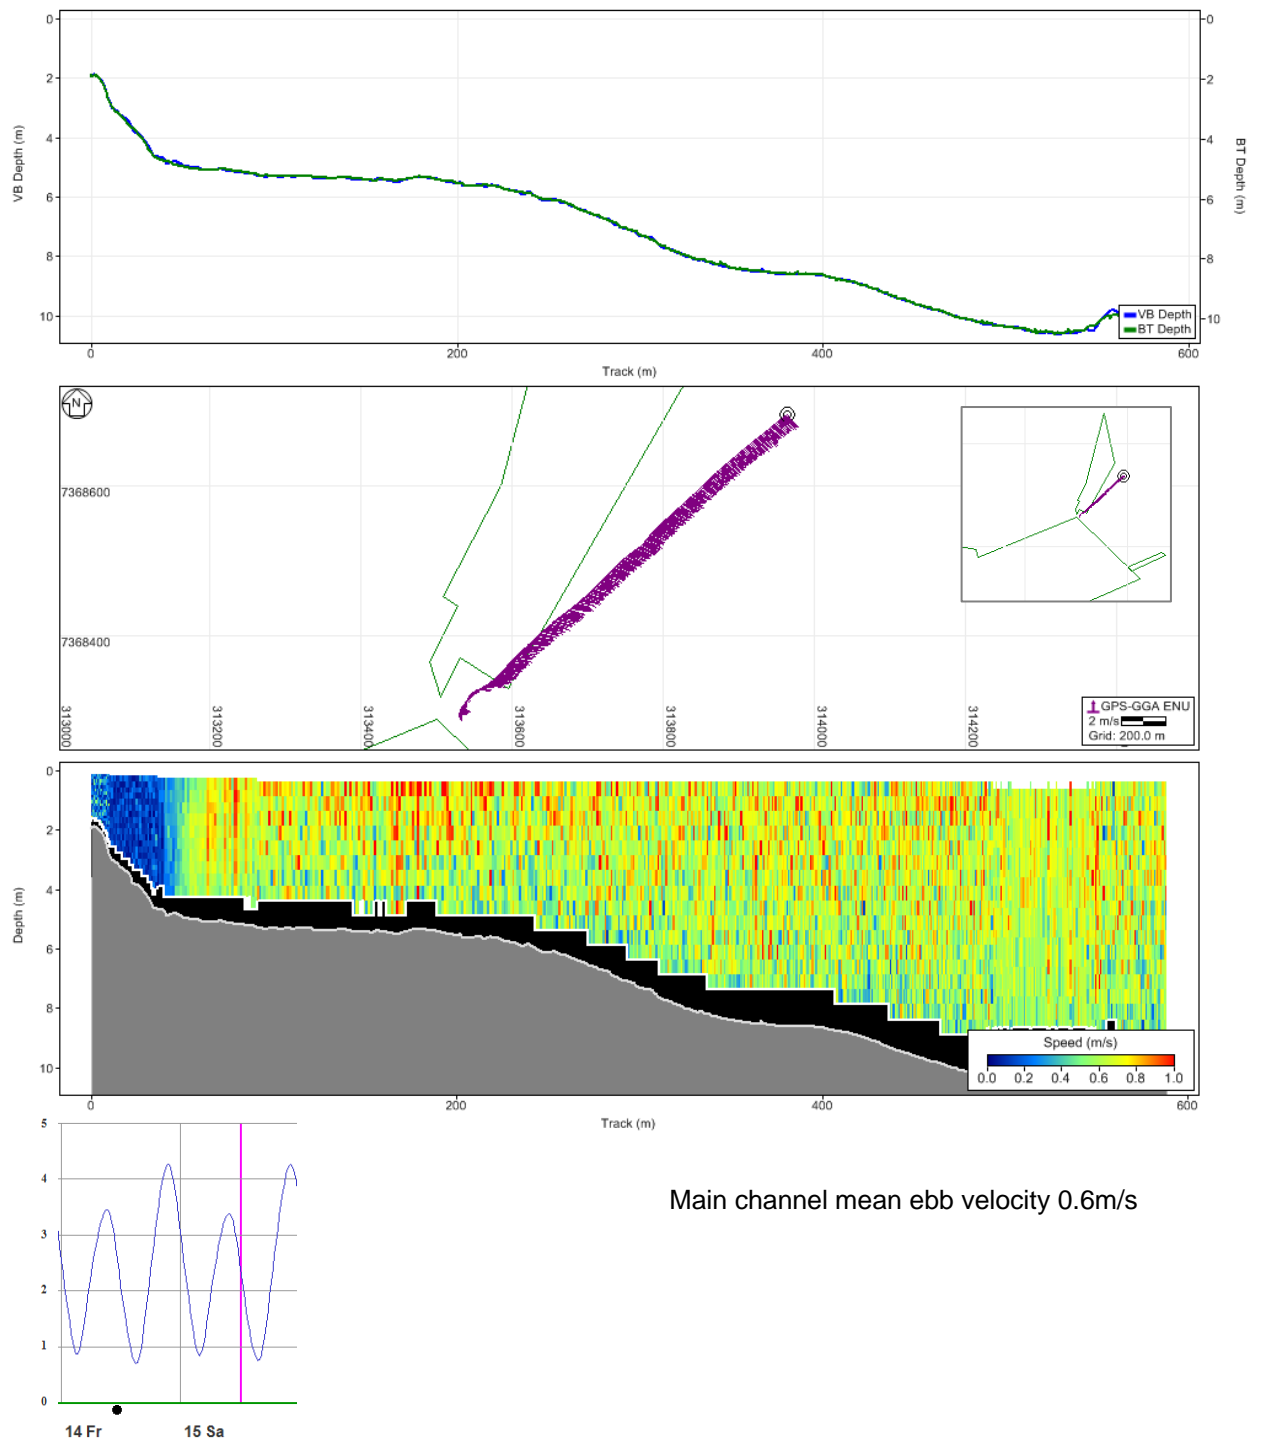 0
0
2
2
4
4
6
6
8
8
10
10
VB Depth (m)
BT Depth (m)
VB Depth
BT Depth
0
200
400
600
Track (m)
N
7368600
7368400
313000
313200
313400
313600
313800
314000
314200
GPS-GGA ENU
2 m/s
Grid: 200.0 m
0
2
4
6
8
10
Depth (m)
Speed (m/s)
0.0 0.2 0.4 0.6 0.8 1.0
0
200
400
600
Track (m)
5
4
3
2
1
0
14 Fr
15 Sa
Main channel mean ebb velocity 0.6m/s